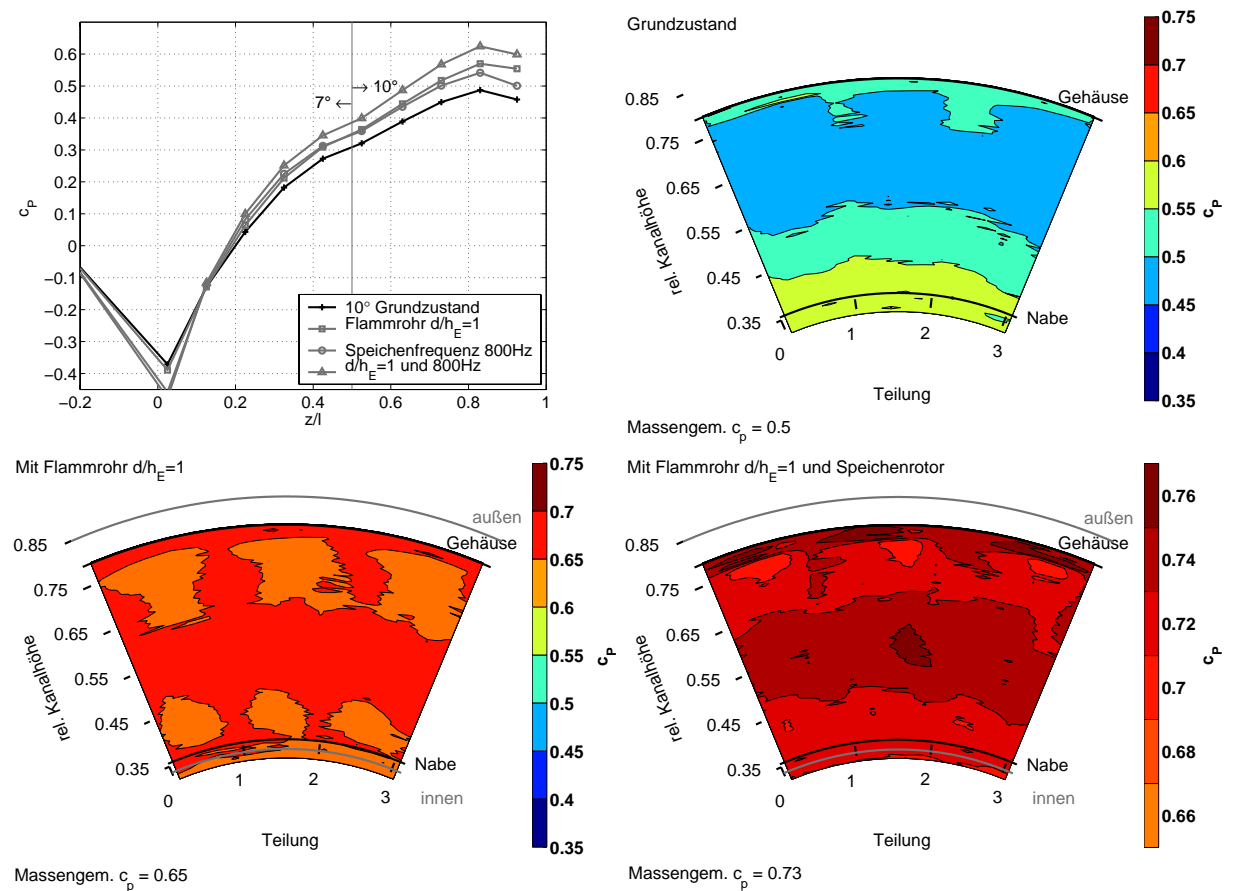 0.6
0.5
0.4
0.3
0.2
0.1
0
−0.1
−0.2
−0.3
−0.4
c_P
7°
10°
10° Grundzustand
Flammrohr d/h_E=1
Speichenfrequenz 800Hz
d/h_E=1 und 800Hz
−0.2 0 0.2 0.4 0.6 0.8 1
z/l
Grundzustand
0.85
0.75
0.65
0.55
0.45
0.35
rel. Kanalhöhe
Gehäuse
Nabe
0 1 2 3
Teilung
Massengem. c_p = 0.5
0.75
0.7
0.65
0.6
0.55
0.5
0.45
0.4
0.35
c_P
Mit Flammrohr d/h_E=1
außen
Gehäuse
0.85
0.75
0.65
0.55
0.45
0.35
rel. Kanalhöhe
Nabe
innen
0 1 2 3
Teilung
Massengem. c_p = 0.65
0.75
0.7
0.65
0.6
0.55
0.5
0.45
0.4
0.35
c_P
Mit Flammrohr d/h_E=1 und Speichenrotor
außen
Gehäuse
0.85
0.75
0.65
0.55
0.45
0.35
rel. Kanalhöhe
Nabe
innen
0 1 2 3
Teilung
Massengem. c_p = 0.73
0.76
0.74
0.72
0.7
0.68
0.66
c_P